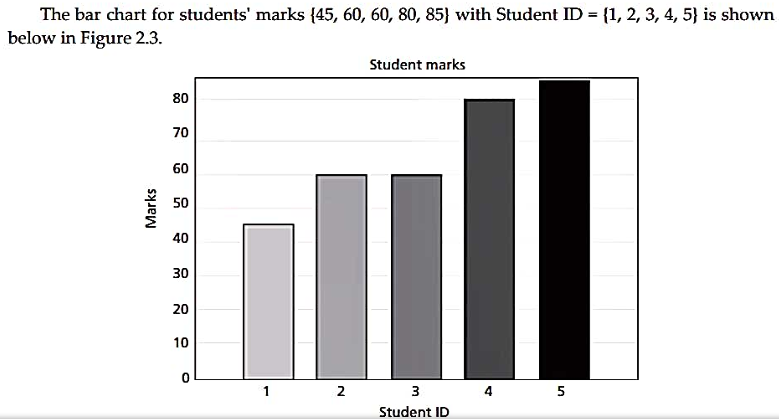 The bar chart for students' marks {45, 60, 60, 80, 85} with Student ID = {1, 2, 3, 4, 5} is shown
below in Figure 2.3.
Student marks
80
70
60
50
40
30
20
10
0
Marks
1 2 3 4 5
Student ID